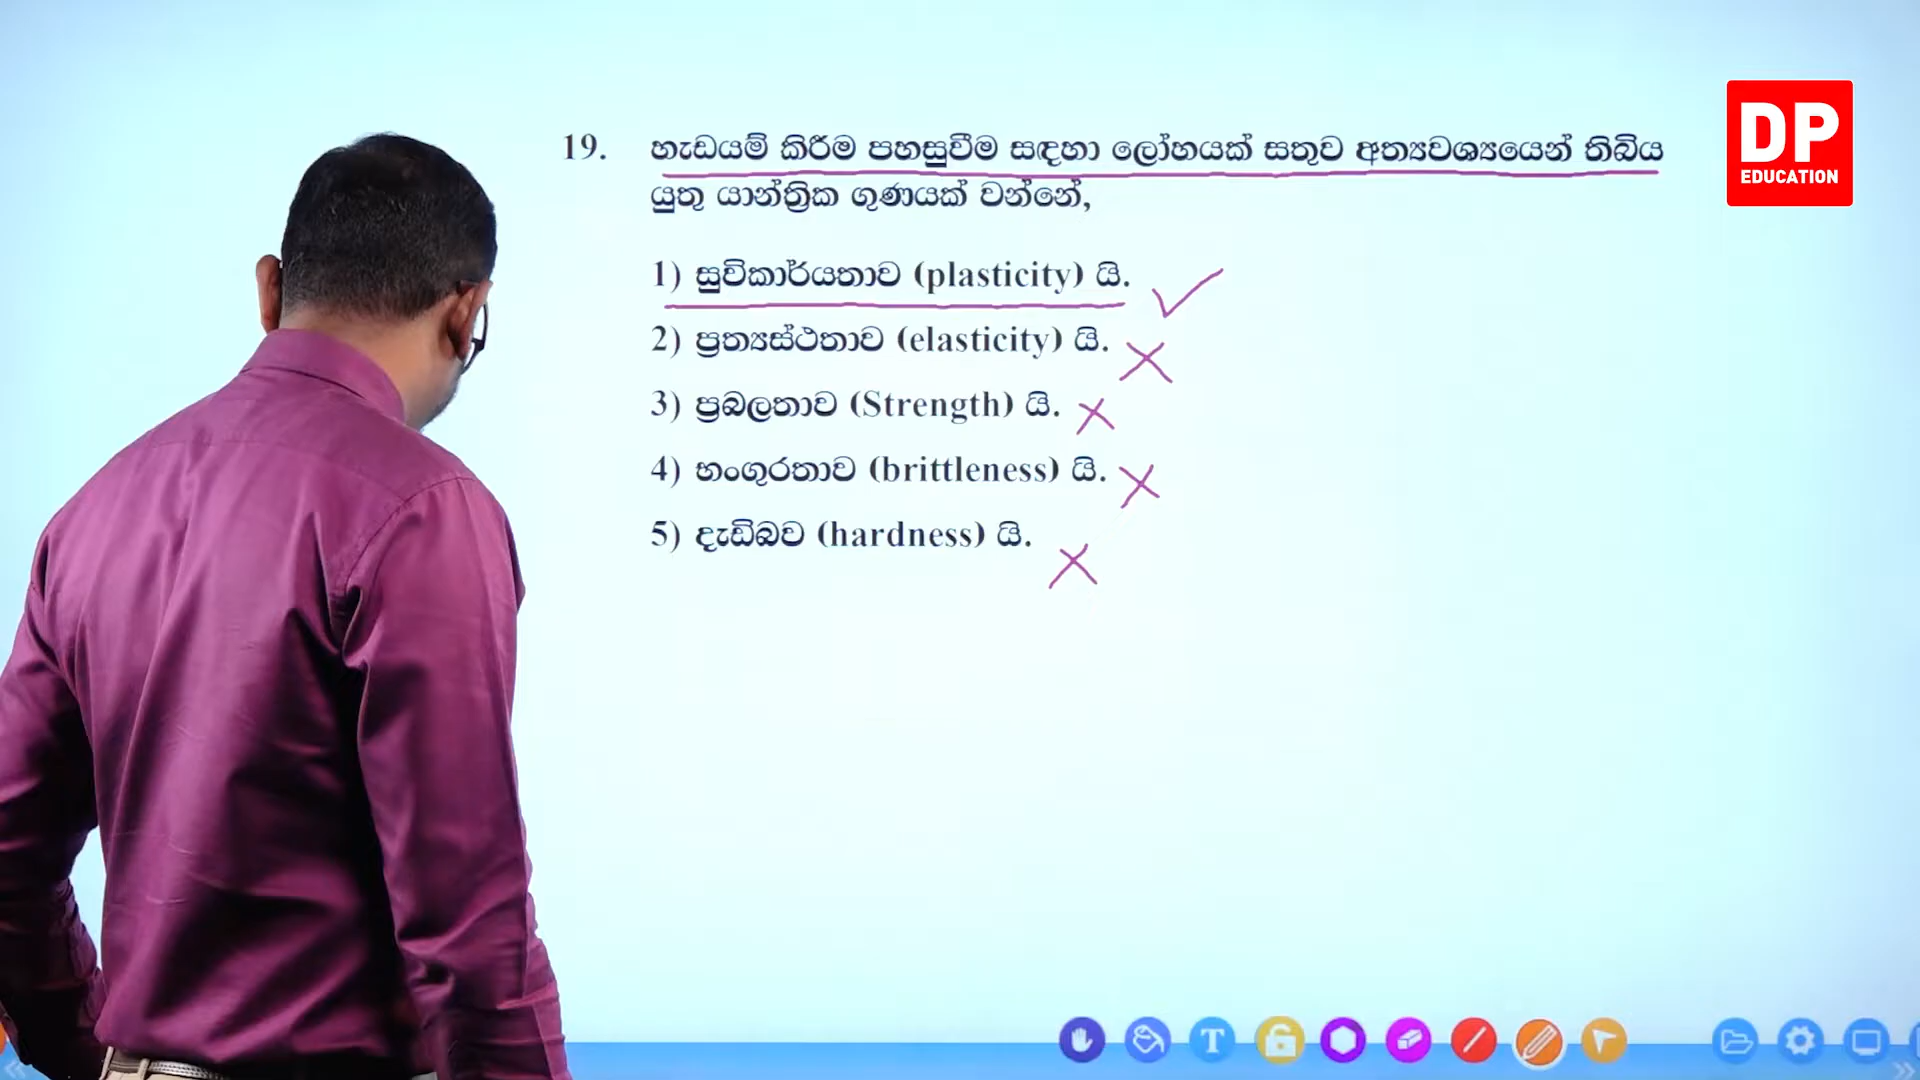 DP
EDUCATION
19. හැඩයම් කිරීම පහසුවීම සඳහා ලෝහයක් සතුව අත්‍යවශ්‍යයෙන් තිබිය
යුතු යාන්ත්‍රික ගුණයක් වන්නේ,
1) සුවිකාර්යතාව (plasticity) යි.
2) ප්‍රත්‍යස්ථතාව (elasticity) යි.
3) ප්‍රබලතාව (Strength) යි.
4) භංගුරතාව (brittleness) යි.
5) දැඩිබව (hardness) යි.
T